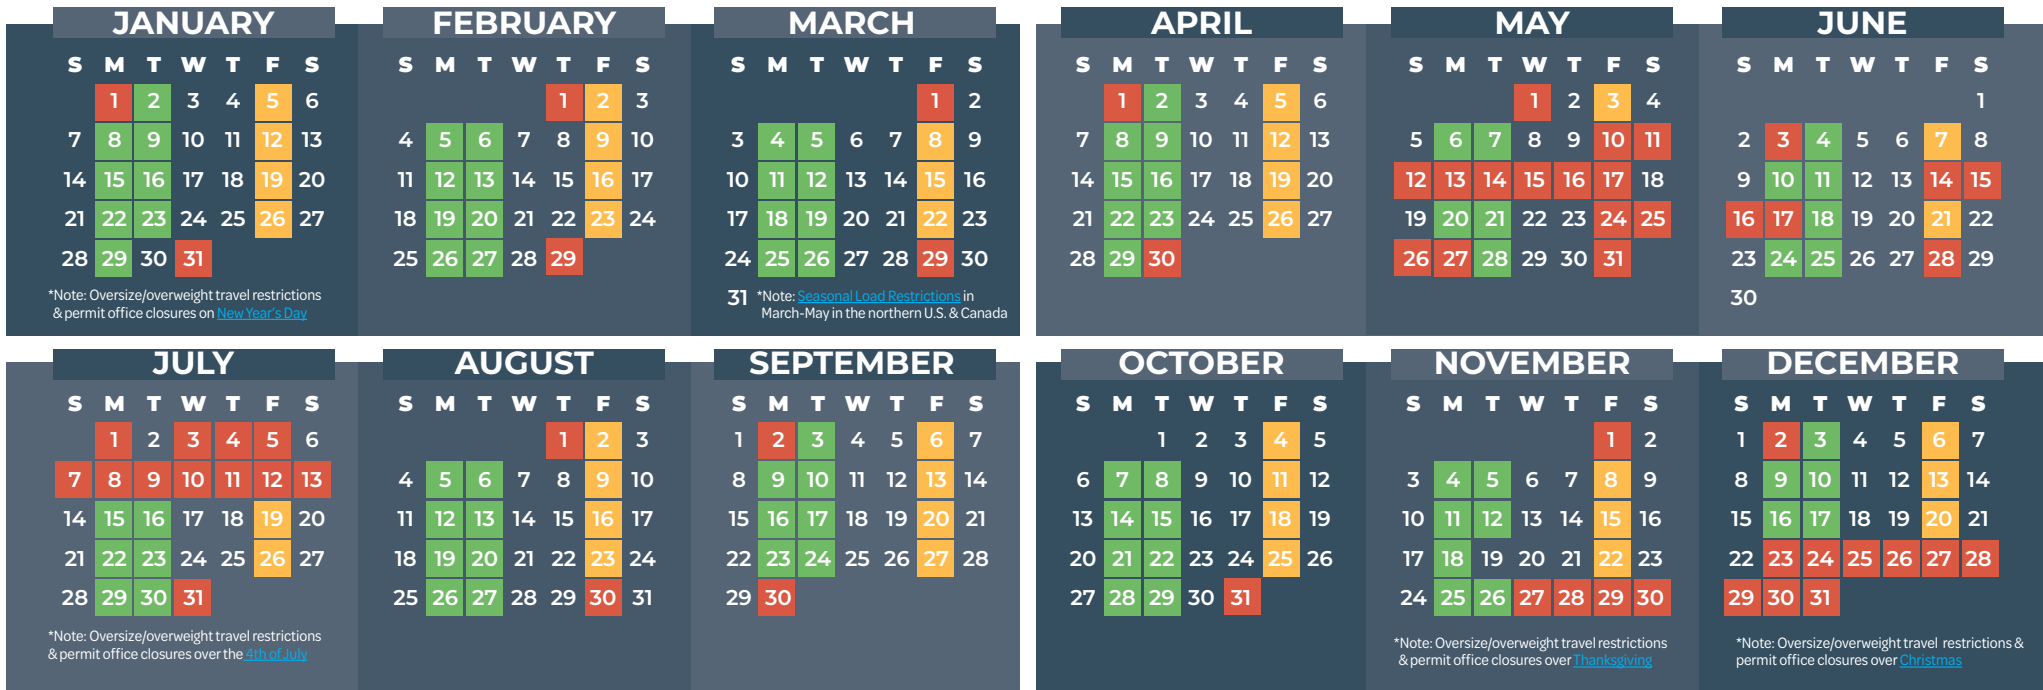 JANUARY
S M T W T F S
1 2 3 4 5 6
7 8 9 10 11 12 13
14 15 16 17 18 19 20
21 22 23 24 25 26 27
28 29 30 31
*Note: Oversize/overweight travel restrictions
& permit office closures on New Year's Day
FEBRUARY
S M T W T F S
1 2 3
4 5 6 7 8 9 10
11 12 13 14 15 16 17
18 19 20 21 22 23 24
25 26 27 28 29
MARCH
S M T W T F S
1 2
3 4 5 6 7 8 9
10 11 12 13 14 15 16
17 18 19 20 21 22 23
24 25 26 27 28 29 30
31 *Note: Seasonal Load Restrictions in
March-May in the northern U.S. & Canada
APRIL
S M T W T F S
1 2 3 4 5 6
7 8 9 10 11 12 13
14 15 16 17 18 19 20
21 22 23 24 25 26 27
28 29 30
MAY
S M T W T F S
1 2 3 4
5 6 7 8 9 10 11
12 13 14 15 16 17 18
19 20 21 22 23 24 25
26 27 28 29 30 31
JUNE
S M T W T F S
1
2 3 4 5 6 7 8
9 10 11 12 13 14 15
16 17 18 19 20 21 22
23 24 25 26 27 28 29
30
JULY
S M T W T F S
1 2 3 4 5 6
7 8 9 10 11 12 13
14 15 16 17 18 19 20
21 22 23 24 25 26 27
28 29 30 31
*Note: Oversize/overweight travel restrictions
& permit office closures over the 4th of July
AUGUST
S M T W T F S
1 2 3
4 5 6 7 8 9 10
11 12 13 14 15 16 17
18 19 20 21 22 23 24
25 26 27 28 29 30 31
SEPTEMBER
S M T W T F S
1 2 3 4 5 6 7
8 9 10 11 12 13 14
15 16 17 18 19 20 21
22 23 24 25 26 27 28
29 30
OCTOBER
S M T W T F S
1 2 3 4 5
6 7 8 9 10 11 12
13 14 15 16 17 18 19
20 21 22 23 24 25 26
27 28 29 30 31
NOVEMBER
S M T W T F S
1 2
3 4 5 6 7 8 9
10 11 12 13 14 15 16
17 18 19 20 21 22 23
24 25 26 27 28 29 30
*Note: Oversize/overweight travel restrictions
& permit office closures over Thanksgiving
DECEMBER
S M T W T F S
1 2 3 4 5 6 7
8 9 10 11 12 13 14
15 16 17 18 19 20 21
22 23 24 25 26 27 28
29 30 31
*Note: Oversize/overweight travel restrictions &
permit office closures over Christmas